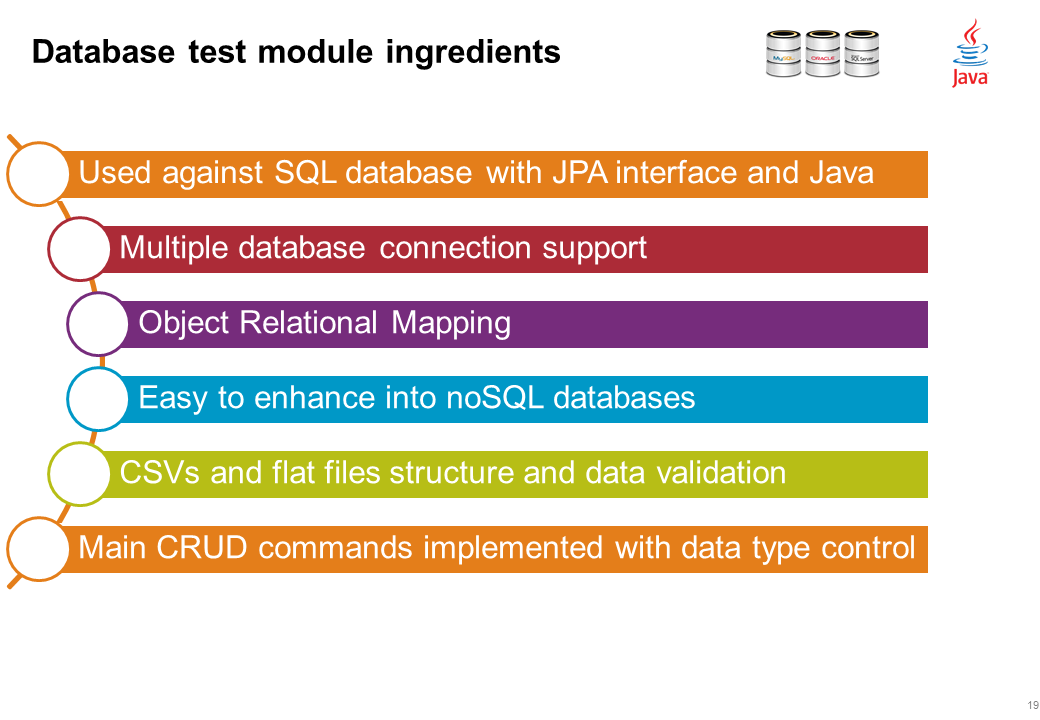 Database test module ingredients
MySQL
ORACLE
SQL Server
Java
Used against SQL database with JPA interface and Java
Multiple database connection support
Object Relational Mapping
Easy to enhance into noSQL databases
CSVs and flat files structure and data validation
Main CRUD commands implemented with data type control
19